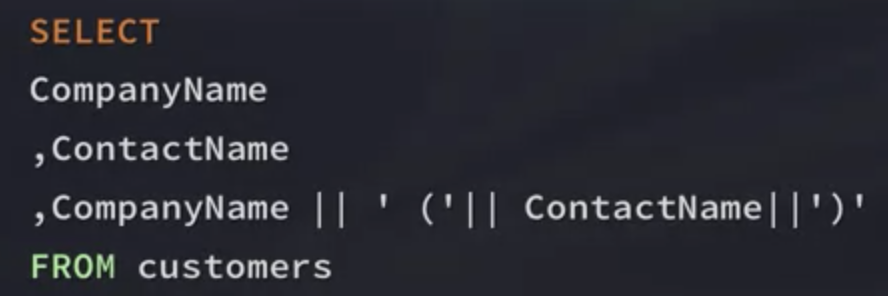 SELECT
CompanyName
,ContactName
,CompanyName || ' ('|| ContactName||')'
FROM customers